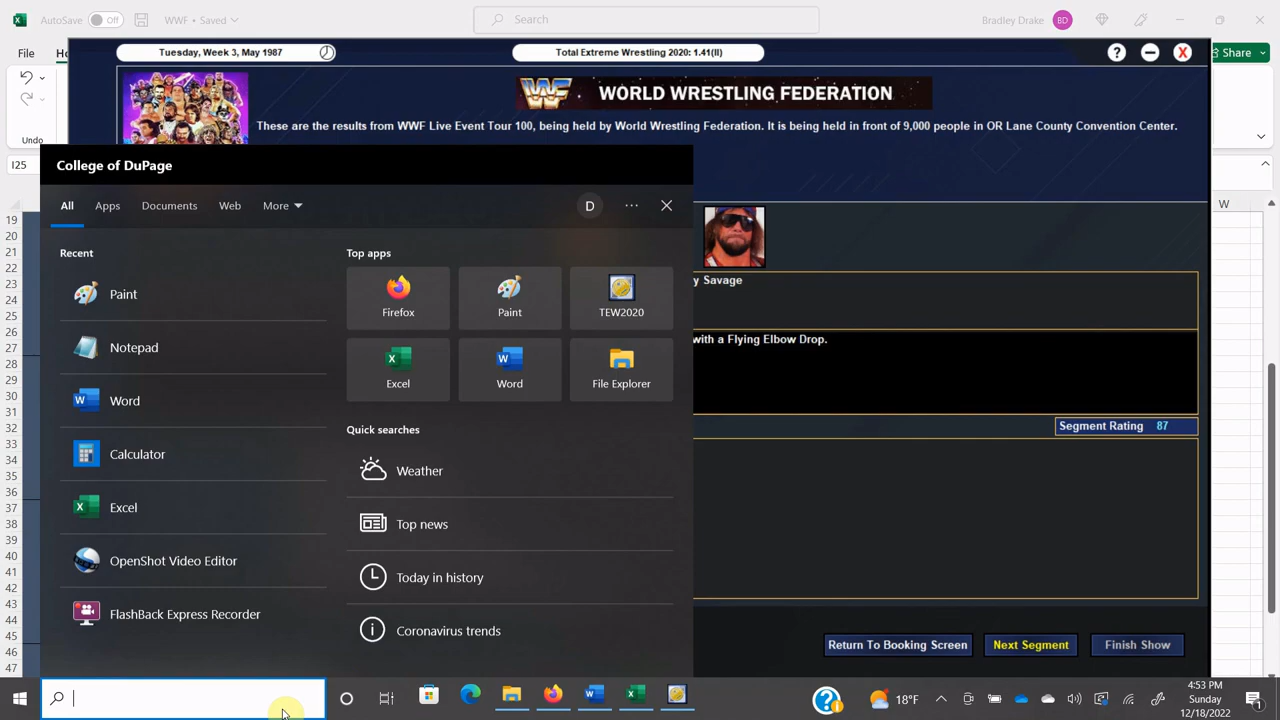 AutoSave Off WWF • Saved Search Bradley Drake BD
File Ho Share
Undo
I25
Tuesday, Week 3, May 1987
Total Extreme Wrestling 2020: 1.41(II)
? X
WF WORLD WRESTLING FEDERATION
These are the results from WWF Live Event Tour 100, being held by World Wrestling Federation. It is being held in front of 9,000 people in OR Lane County Convention Center.
W
19
20
21
22
23
24
25
26
27
28
29
30
31
32
33
34
35
36
37
38
39
40
41
42
43
44
45
46
47
College of DuPage
All Apps Documents Web More D ...
Recent
Paint
Notepad
Word
Calculator
Excel
OpenShot Video Editor
FlashBack Express Recorder
Top apps
Firefox Paint TEW2020
Excel Word File Explorer
Quick searches
Weather
Top news
Today in history
Coronavirus trends
y Savage
with a Flying Elbow Drop.
Segment Rating 87
Return To Booking Screen Next Segment Finish Show
18°F
4:53 PM
Sunday
12/18/2022
1